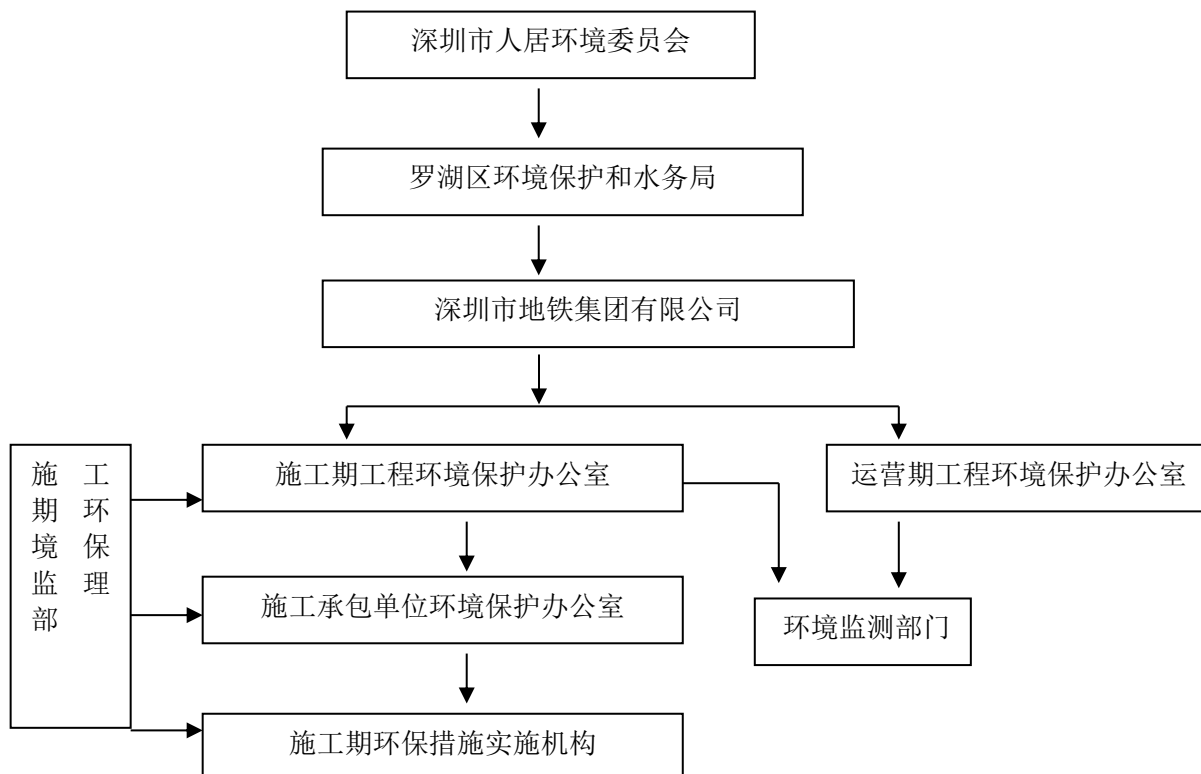 深圳市人居环境委员会
罗湖区环境保护和水务局
深圳市地铁集团有限公司
施工期工程环境保护办公室
运营期工程环境保护办公室
施 工
期 环
境 保
监 理
部
施工承包单位环境保护办公室
环境监测部门
施工期环保措施实施机构